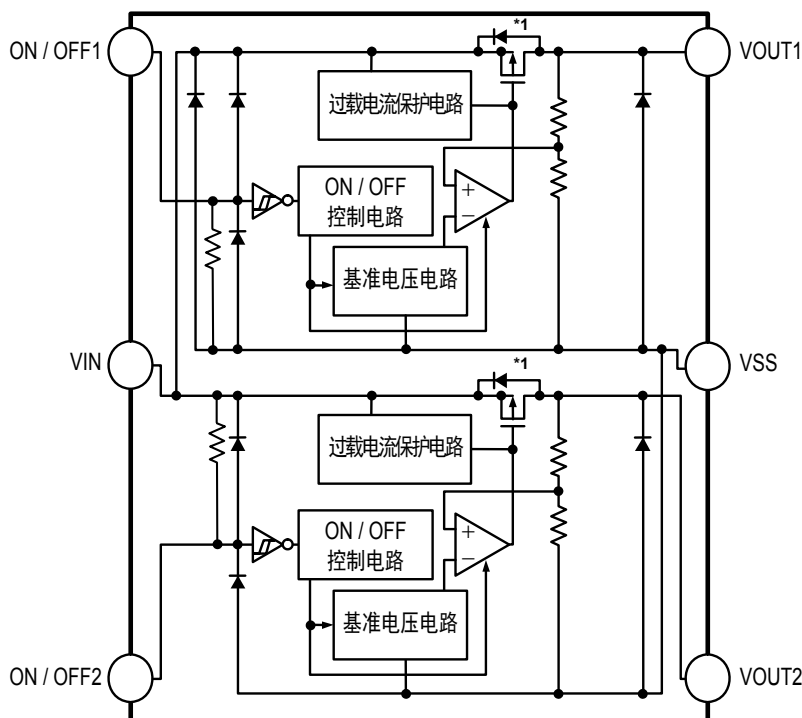 ON / OFF1
*1
VOUT1
过载电流保护电路
ON / OFF
控制电路
+
−
基准电压电路
VIN
VSS
*1
过载电流保护电路
ON / OFF
控制电路
+
−
基准电压电路
ON / OFF2
VOUT2